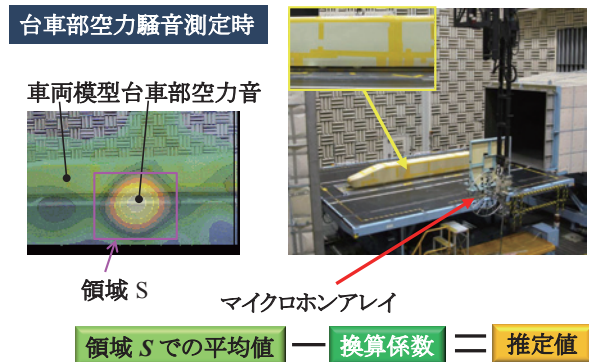 台車部空力騒音測定時
車両模型台車部空力音
領域 S
マイクロホンアレイ
領域 S での平均値 ー 換算係数 = 推定値